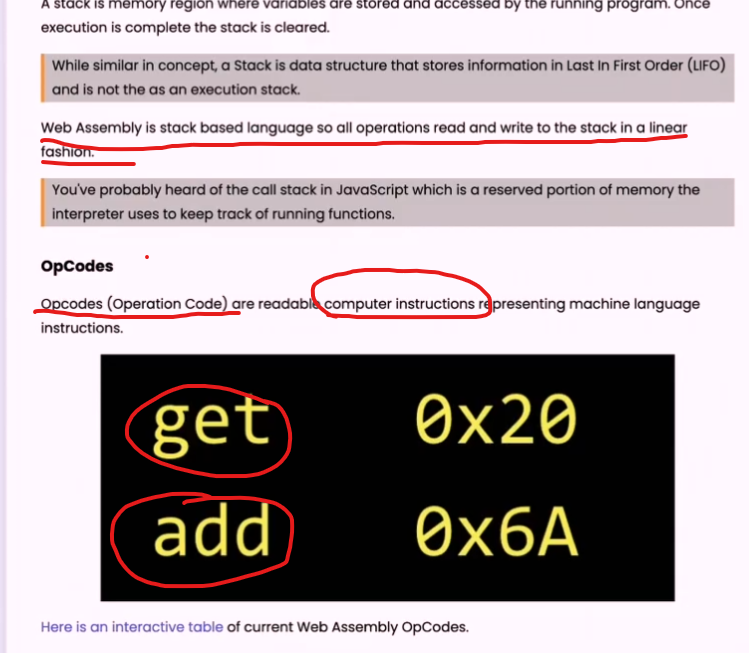 A stack is memory region where variables are stored and accessed by the running program. Once
execution is complete the stack is cleared.
While similar in concept, a Stack is data structure that stores information in Last In First Order (LIFO)
and is not the as an execution stack.
Web Assembly is stack based language so all operations read and write to the stack in a linear
fashion.
You've probably heard of the call stack in JavaScript which is a reserved portion of memory the
interpreter uses to keep track of running functions.
OpCodes
Opcodes (Operation Code) are readable computer instructions representing machine language
instructions.
get 0x20
add 0x6A
Here is an interactive table of current Web Assembly OpCodes.